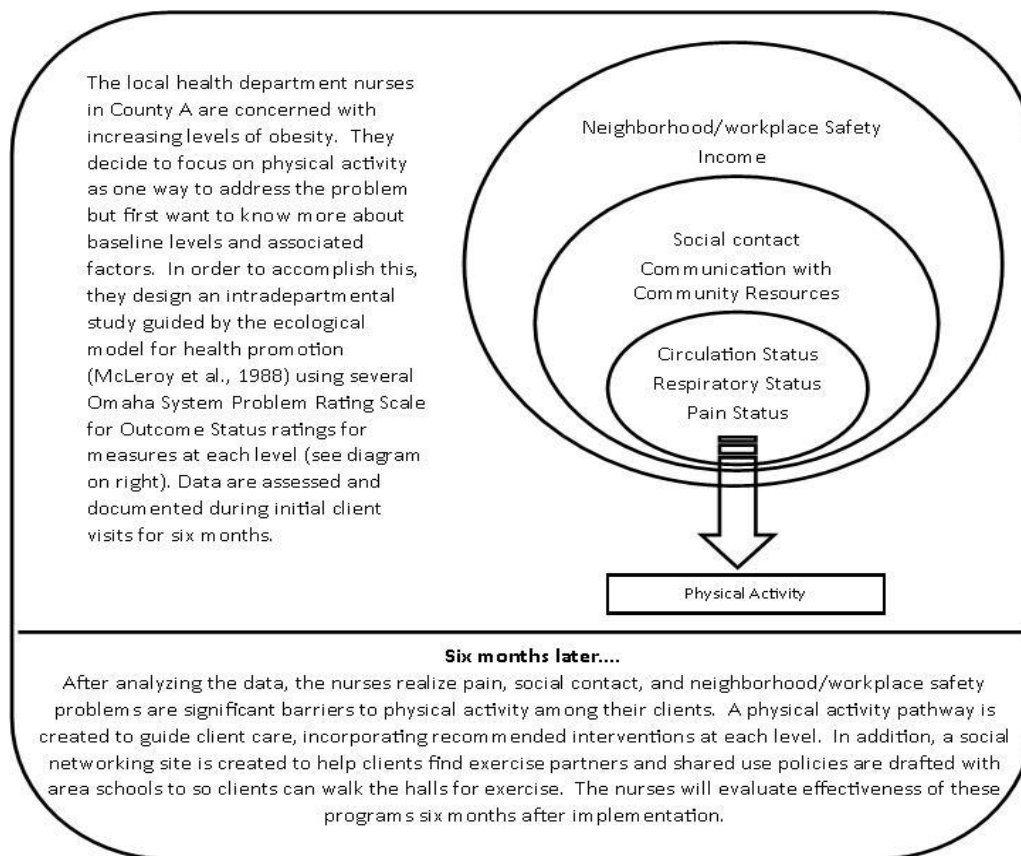 The local health department nurses
in County A are concerned with
increasing levels of obesity.  They
decide to focus on physical activity
as one way to address the problem
but first want to know more about
baseline levels and associated
factors.  In order to accomplish this,
they design an intradepartmental
study guided by the ecological
model for health promotion
(McLeroy et al., 1988) using several
Omaha System Problem Rating Scale
for Outcome Status ratings for
measures at each level (see diagram
on right). Data are assessed and
documented during initial client
visits for six months.
Neighborhood/workplace Safety
Income
Social contact
Communication with
Community Resources
Circulation Status
Respiratory Status
Pain Status
Physical Activity
Six months later....
After analyzing the data, the nurses realize pain, social contact, and neighborhood/workplace safety
problems are significant barriers to physical activity among their clients.  A physical activity pathway is
created to guide client care, incorporating recommended interventions at each level.  In addition, a social
networking site is created to help clients find exercise partners and shared use policies are drafted with
area schools to so clients can walk the halls for exercise.  The nurses will evaluate effectiveness of these
programs six months after implementation.